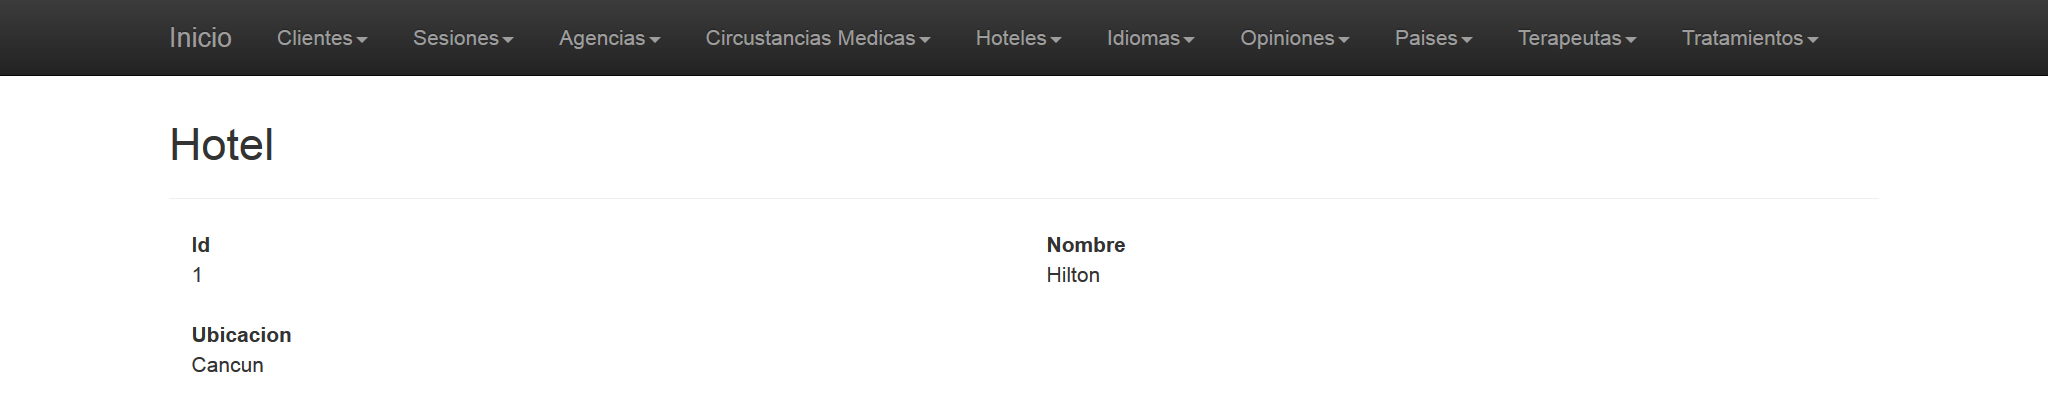 Inicio Clientes Sesiones Agencias Circustancias Medicas Hoteles Idiomas Opiniones Paises Terapeutas Tratamientos
Hotel
Id Nombre
1 Hilton
Ubicacion
Cancun